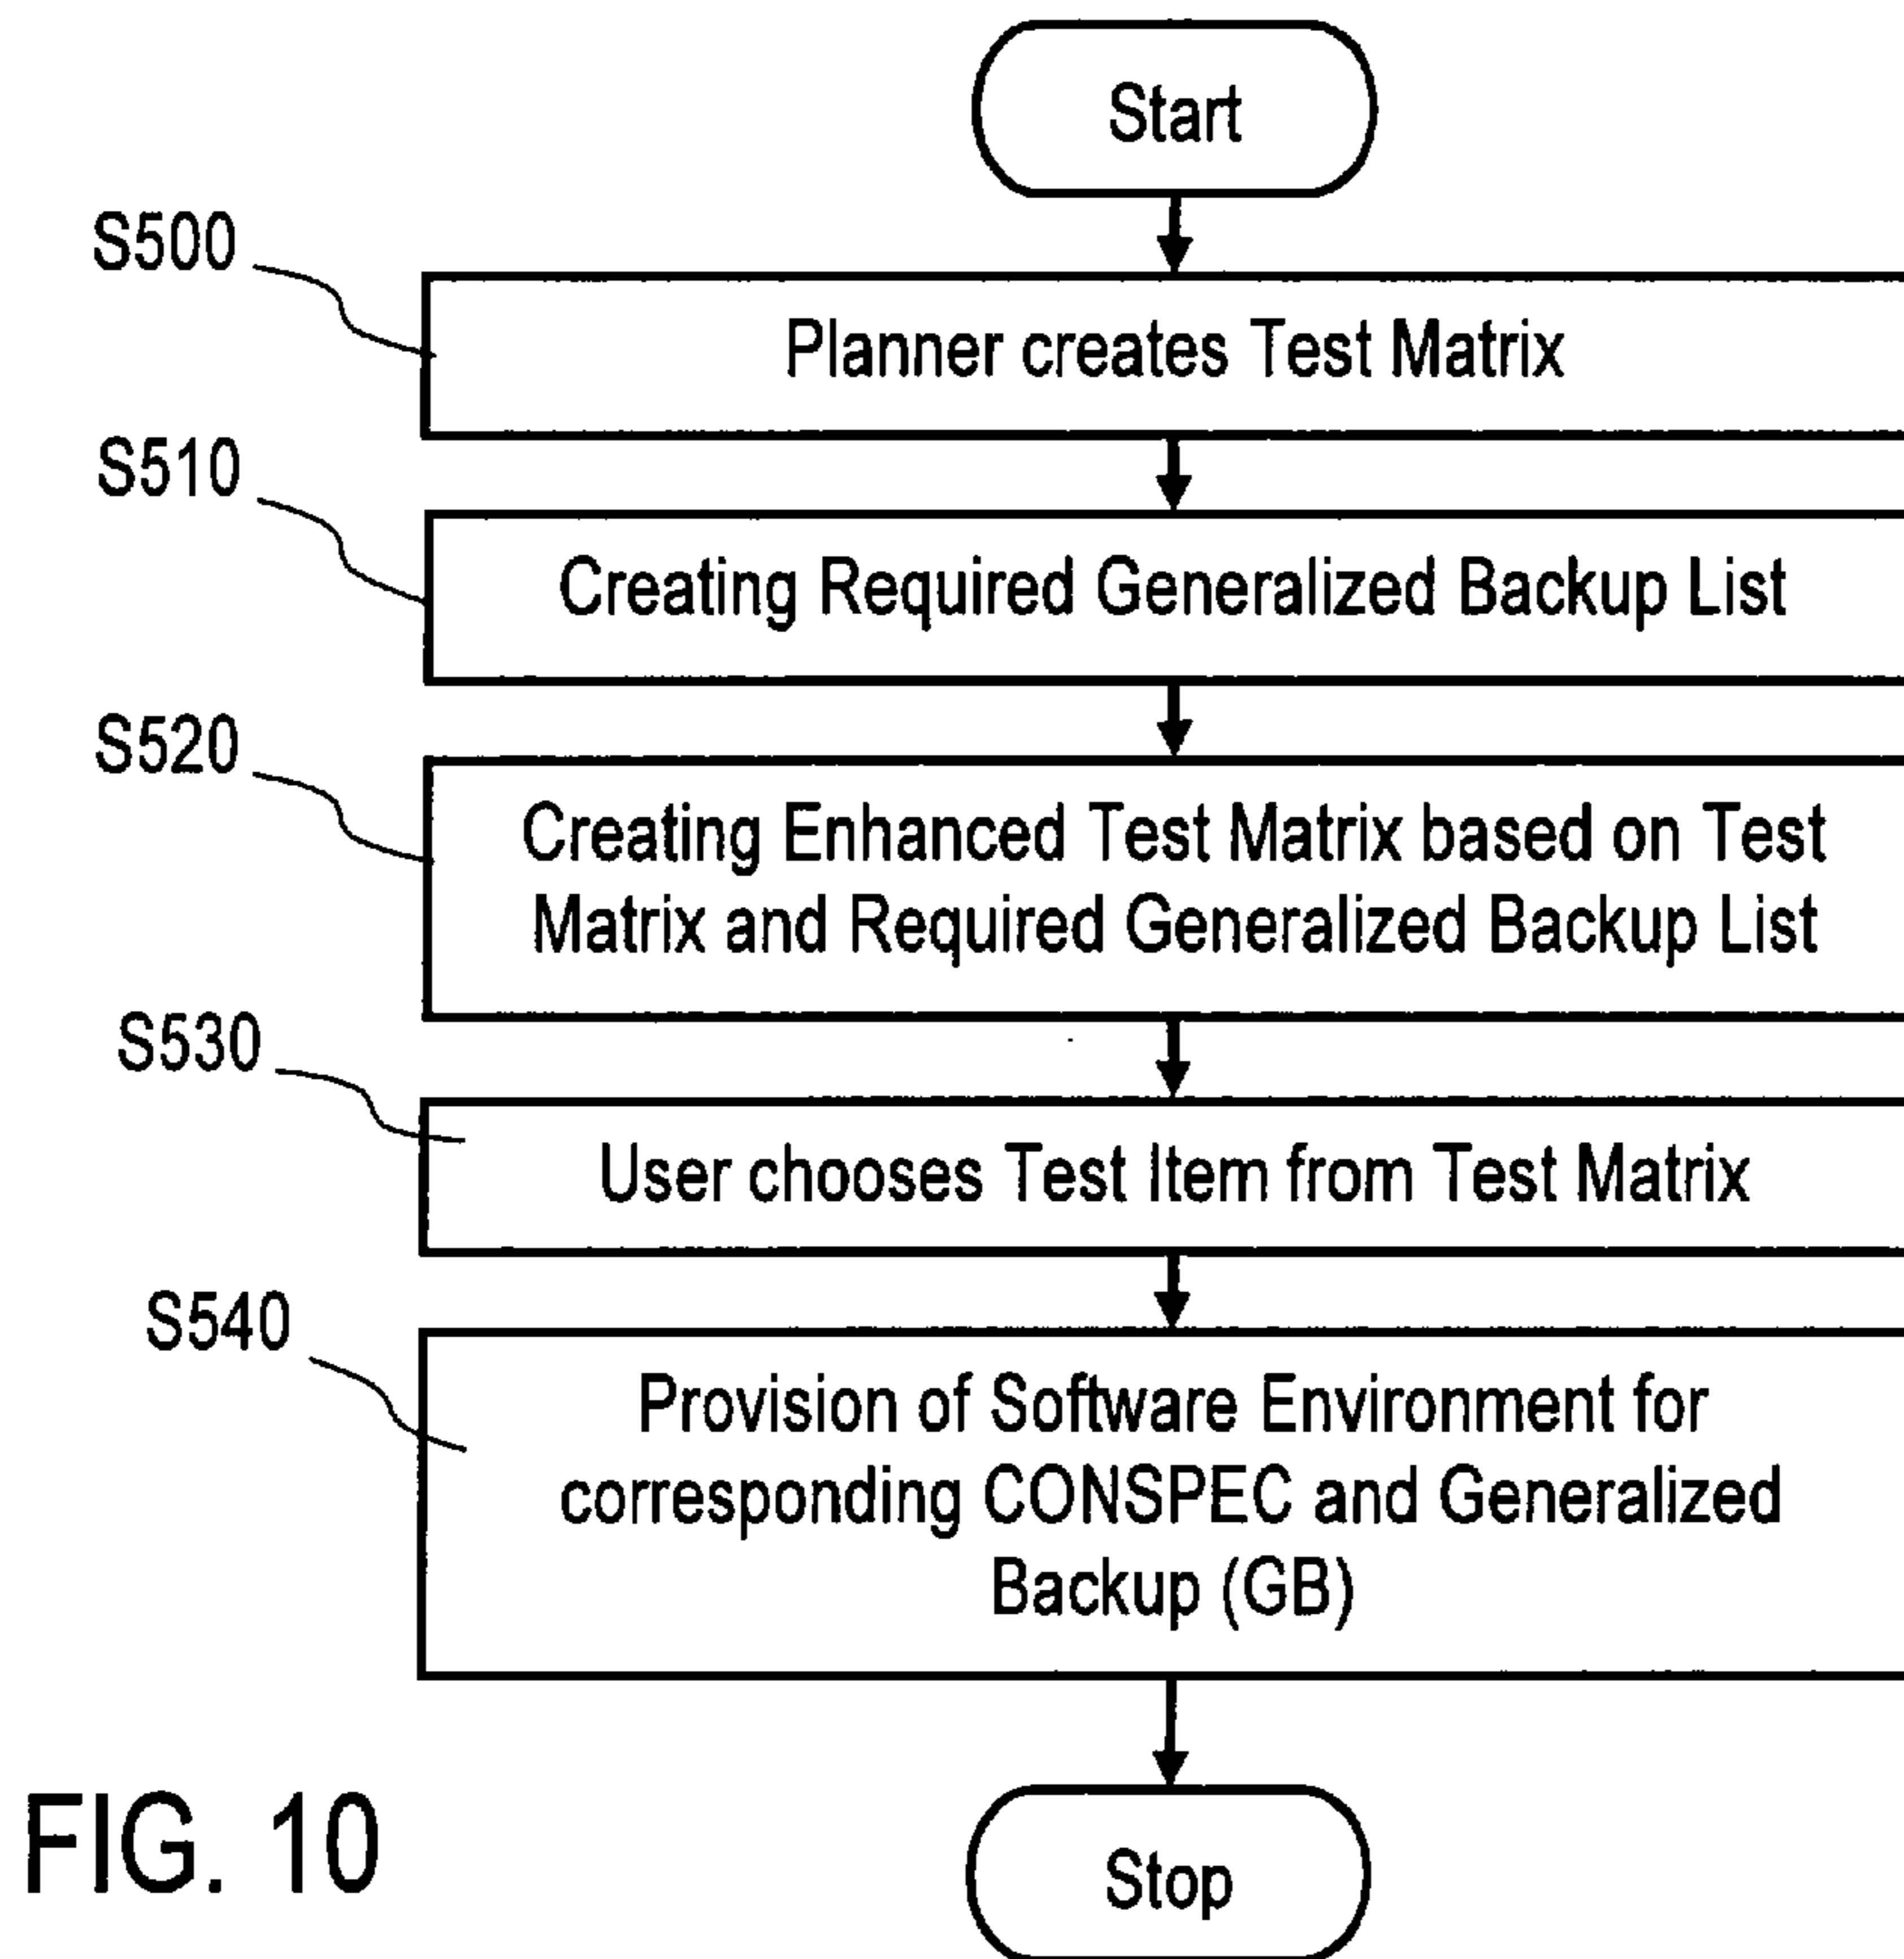 Start
S500
Planner creates Test Matrix
S510
Creating Required Generalized Backup List
S520
Creating Enhanced Test Matrix based on Test
Matrix and Required Generalized Backup List
S530
User chooses Test Item from Test Matrix
S540
Provision of Software Environment for
corresponding CONSPEC and Generalized
Backup (GB)
FIG. 10
Stop